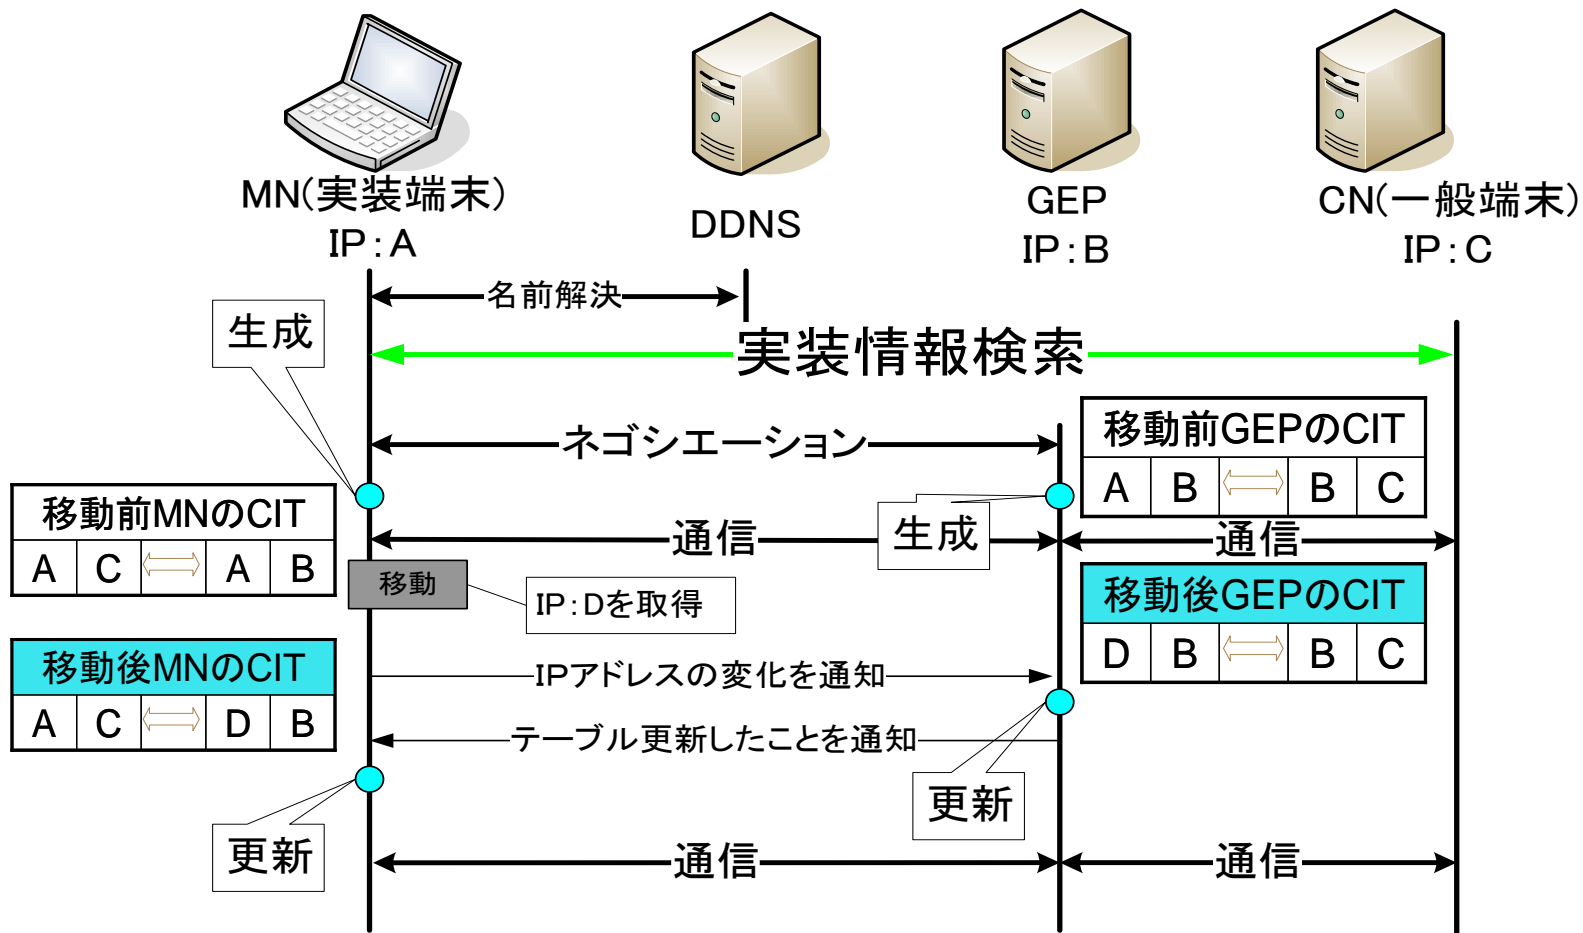 MN(実装端末)
IP:A
DDNS
GEP
IP:B
CN(一般端末)
IP:C
名前解決
生成
実装情報検索
ネゴシエーション
移動前GEPのCIT
A B B C
移動前MNのCIT
A C A B
通信
生成
通信
移動
IP:Dを取得
移動後GEPのCIT
D B B C
移動後MNのCIT
A C D B
IPアドレスの変化を通知
テーブル更新したことを通知
更新
更新
通信
通信